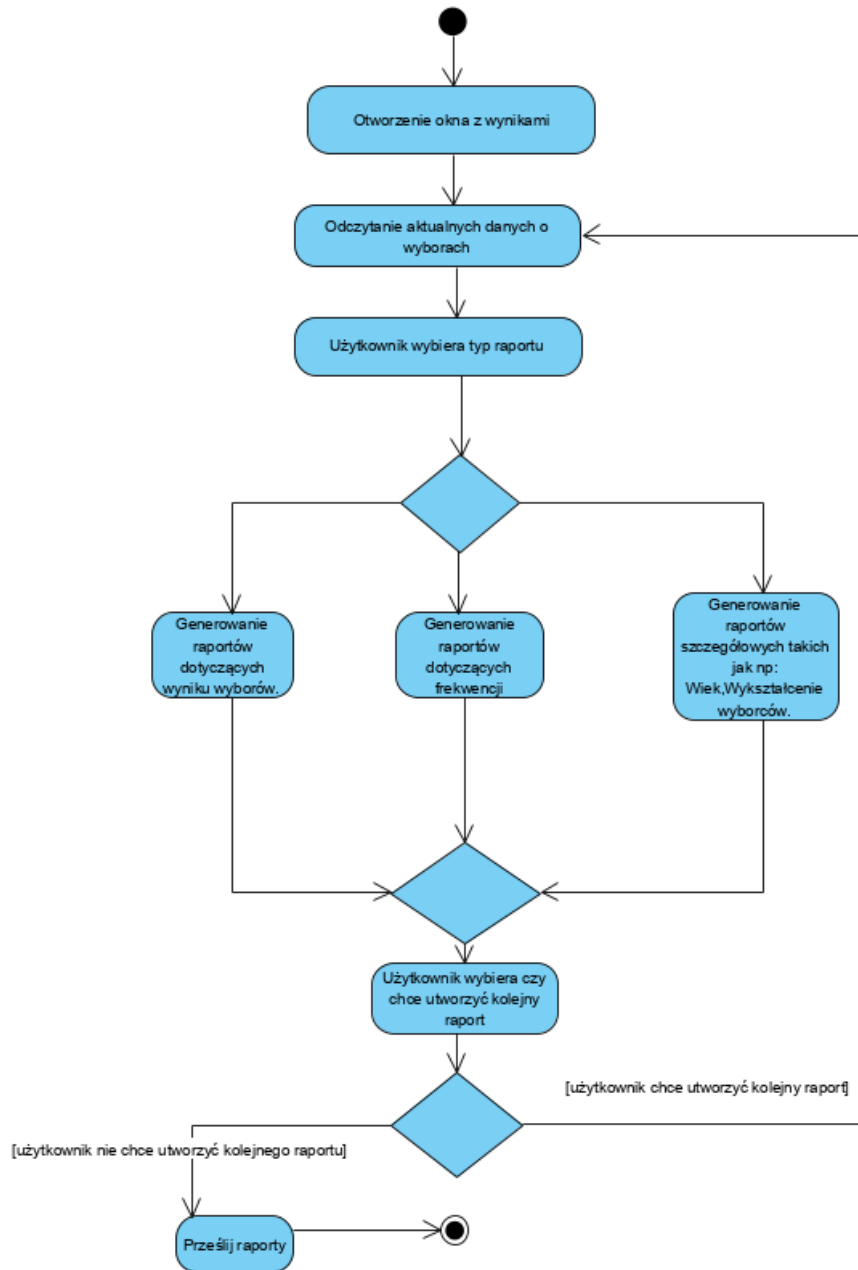 Otworzenie okna z wynikami
Odczytanie aktualnych danych o
wyborach
Użytkownik wybiera typ raportu
Generowanie
raportów
dotyczących
wyniku wyborów.
Generowanie
raportów
dotyczących
frekwencji
Generowanie
raportów
szczegółowych takich
jak np:
Wiek,Wykształcenie
wyborców.
Użytkownik wybiera czy
chce utworzyć kolejny
raport
[użytkownik chce utworzyć kolejny raport]
[użytkownik nie chce utworzyć kolejnego raportu]
Prześlij raporty